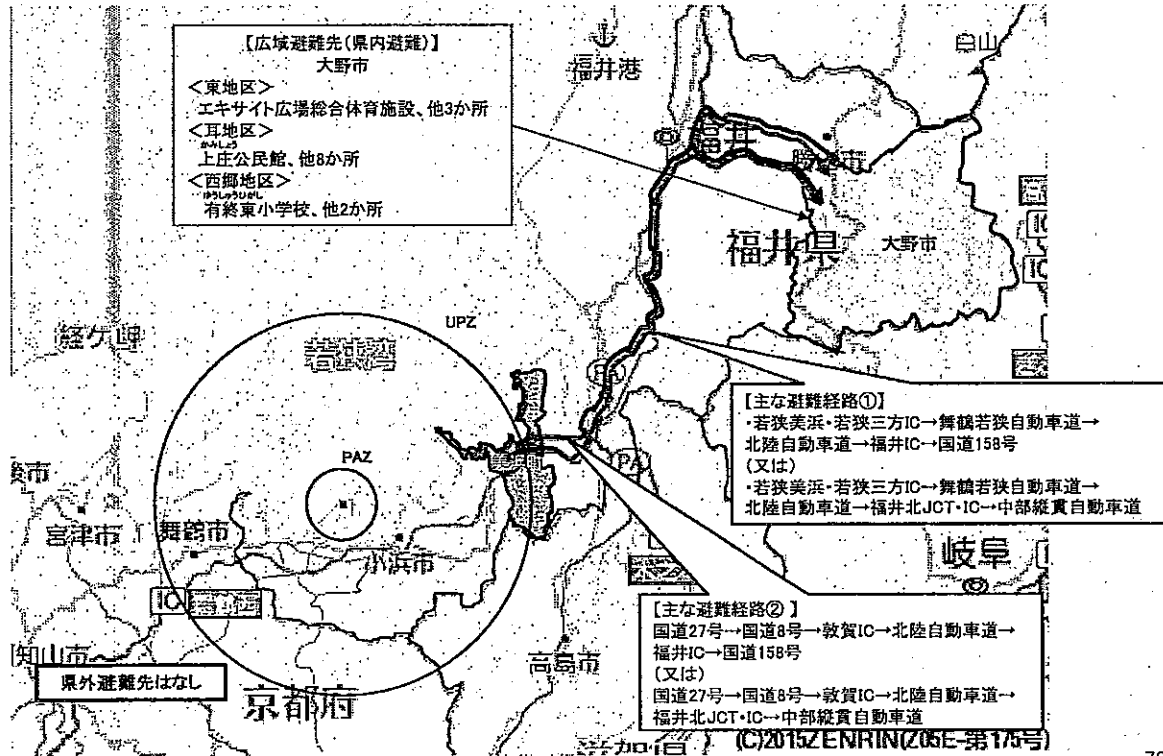 【広域避難先(県内避難)】
大野市
<東地区>
エキサイト広場総合体育施設、他3か所
<耳地区>
かみしょう
上庄公民館、他8か所
<西郷地区>
ゆうしゅうひがし
有終東小学校、他2か所
福井港
白山
福井
勝山市
福井県
大野市
経ケ岬
若狭湾
UPZ
PAZ
PA
PA
【主な避難経路①】
・若狭美浜・若狭三方IC→舞鶴若狭自動車道→
北陸自動車道→福井IC→国道158号
(又は)
・若狭美浜・若狭三方IC→舞鶴若狭自動車道→
北陸自動車道→福井北JCT・IC→中部縦貫自動車道
宮津市
舞鶴市
小浜市
IC
岐阜
【主な避難経路②】
国道27号→国道8号→敦賀IC→北陸自動車道→
福井IC→国道158号
(又は)
国道27号→国道8号→敦賀IC→北陸自動車道→
福井北JCT・IC→中部縦貫自動車道
知山市
高島市
県外避難先はなし
京都府
滋賀県
(C)2015ZENRIN(Z05E-第175号)